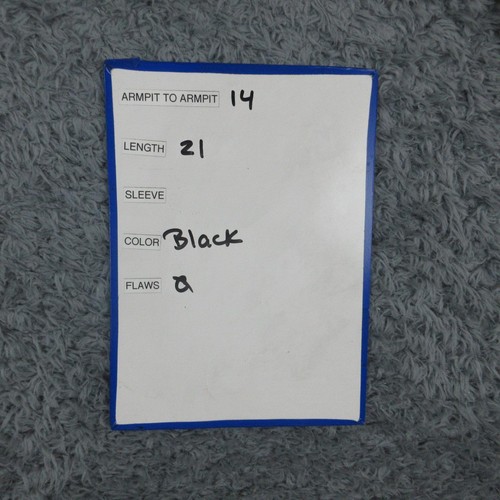 ARMPIT TO ARMPIT 14
LENGTH 21
SLEEVE
COLOR Black
FLAWS